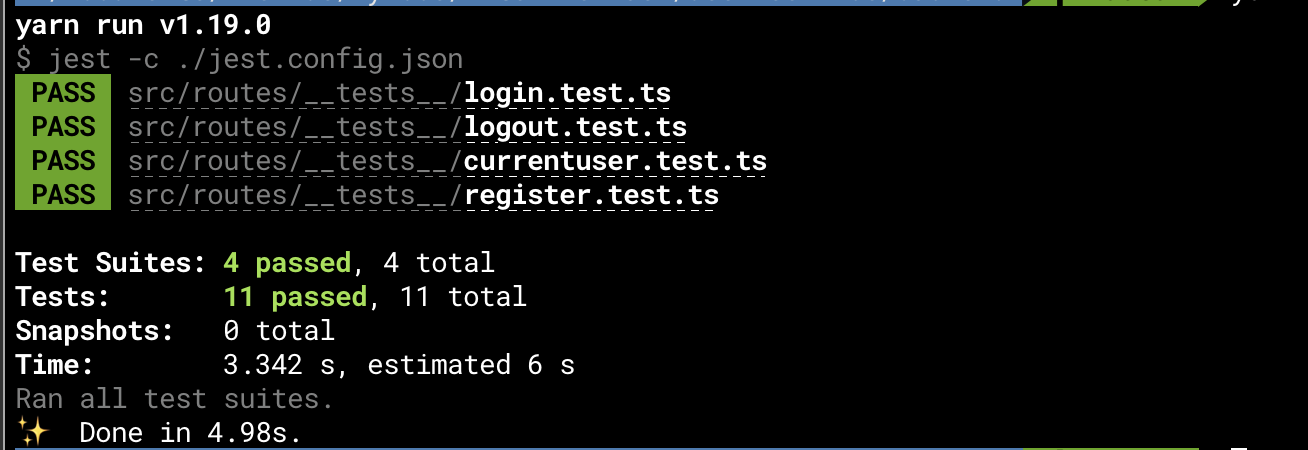 yarn run v1.19.0
$ jest -c ./jest.config.json
PASS src/routes/__tests__/login.test.ts
PASS src/routes/__tests__/logout.test.ts
PASS src/routes/__tests__/currentuser.test.ts
PASS src/routes/__tests__/register.test.ts
Test Suites: 4 passed, 4 total
Tests: 11 passed, 11 total
Snapshots: 0 total
Time: 3.342 s, estimated 6 s
Ran all test suites.
✨ Done in 4.98s.